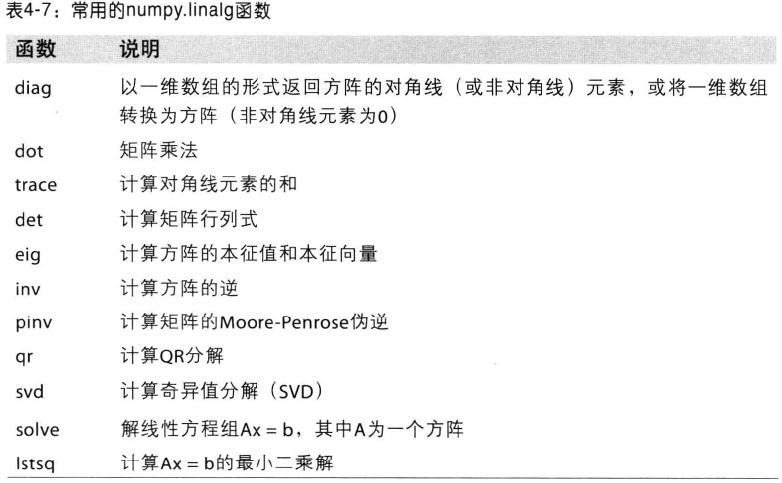 表4-7：常用的numpy.linalg函数
函数 说明
diag 以一维数组的形式返回方阵的对角线（或非对角线）元素，或将一维数组
转换为方阵（非对角线元素为0）
dot 矩阵乘法
trace 计算对角线元素的和
det 计算矩阵行列式
eig 计算方阵的本征值和本征向量
inv 计算方阵的逆
pinv 计算矩阵的Moore-Penrose伪逆
qr 计算QR分解
svd 计算奇异值分解（SVD）
solve 解线性方程组Ax = b，其中A为一个方阵
lstsq 计算Ax = b的最小二乘解